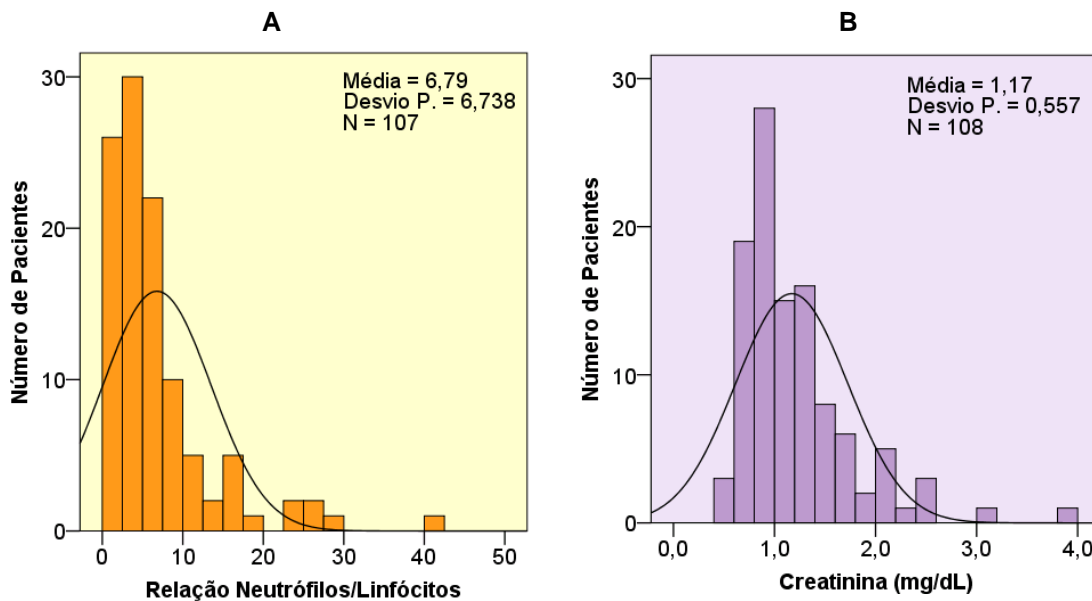 A
Média = 6,79
Desvio P. = 6,738
N = 107
Número de Pacientes
30
20
10
0
0 10 20 30 40 50
Relação Neutrófilos/Linfócitos
B
Média = 1,17
Desvio P. = 0,557
N = 108
Número de Pacientes
30
20
10
0
0,0 1,0 2,0 3,0 4,0
Creatinina (mg/dL)